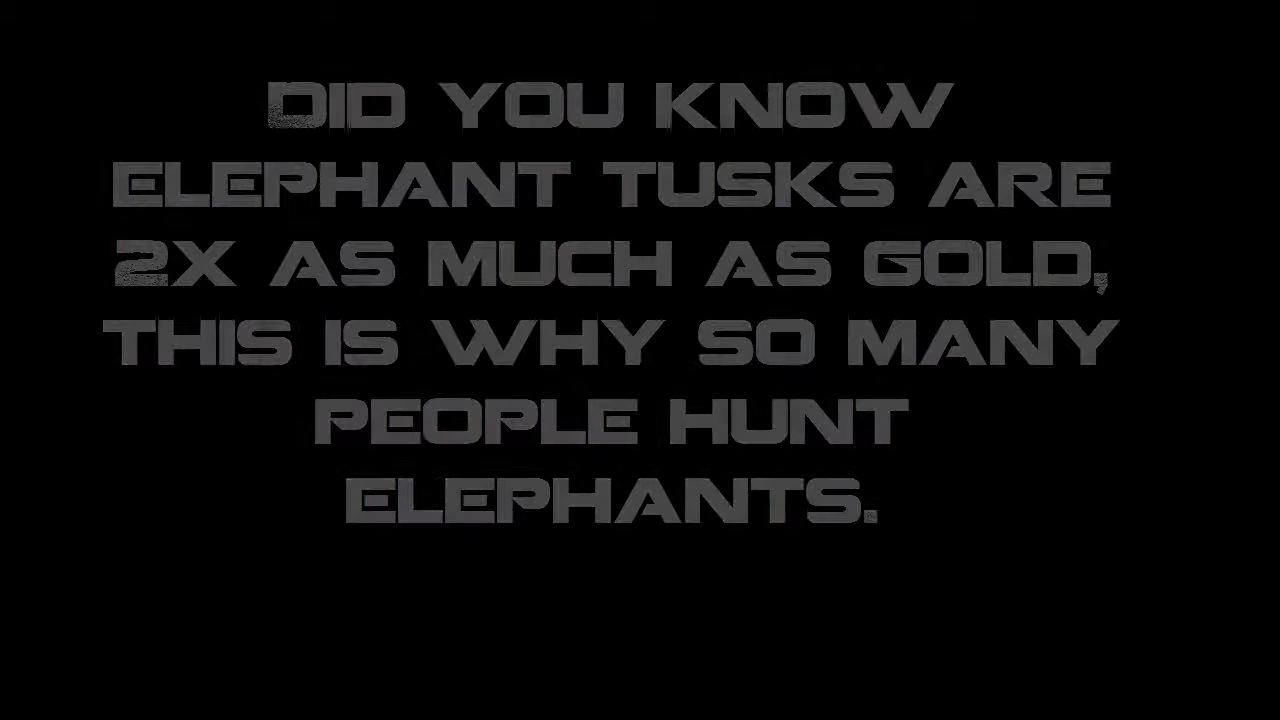 DID YOU KNOW
ELEPHANT TUSKS ARE
2X AS MUCH AS GOLD,
THIS IS WHY SO MANY
PEOPLE HUNT
ELEPHANTS.